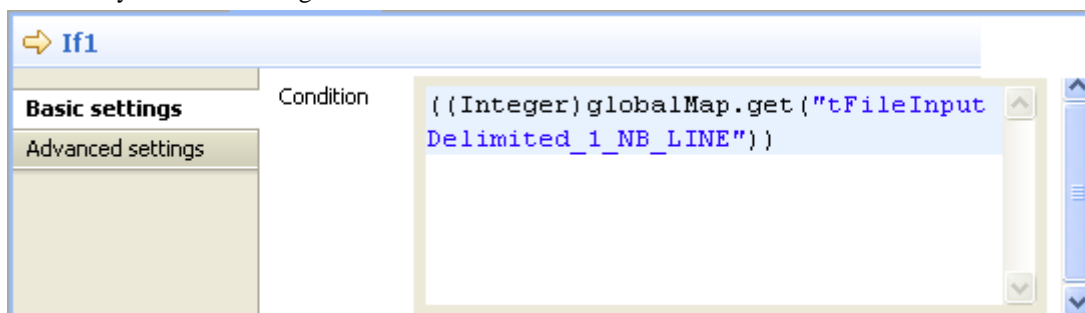 If1
Basic settings
Advanced settings
Condition
((Integer)globalMap.get("tFileInput
Delimited_1_NB_LINE"))